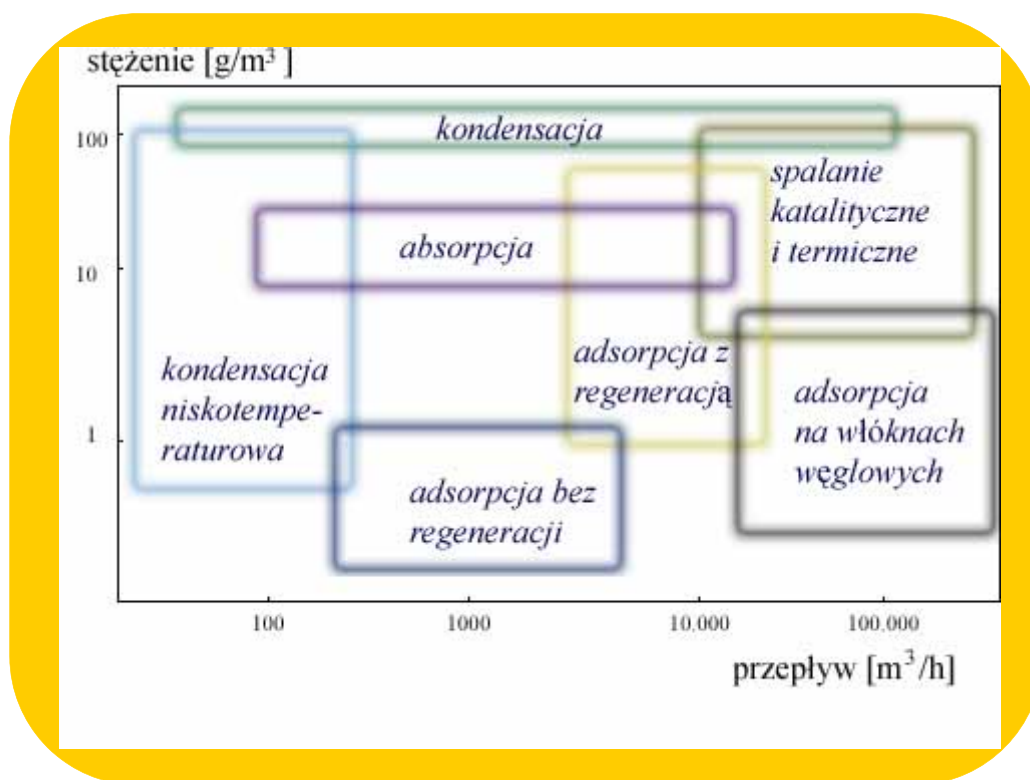 stężenie [g/m³ ]
100
kondensacja
spalanie
katalityczne
i termiczne
absorpcja
10
kondensacja
niskotempe-
raturowa
adsorpcja z
regeneracją
adsorpcja
na włóknach
węglowych
1
adsorpcja bez
regeneracji
100
1000
10.000
100.000
przepływ [m³/h]